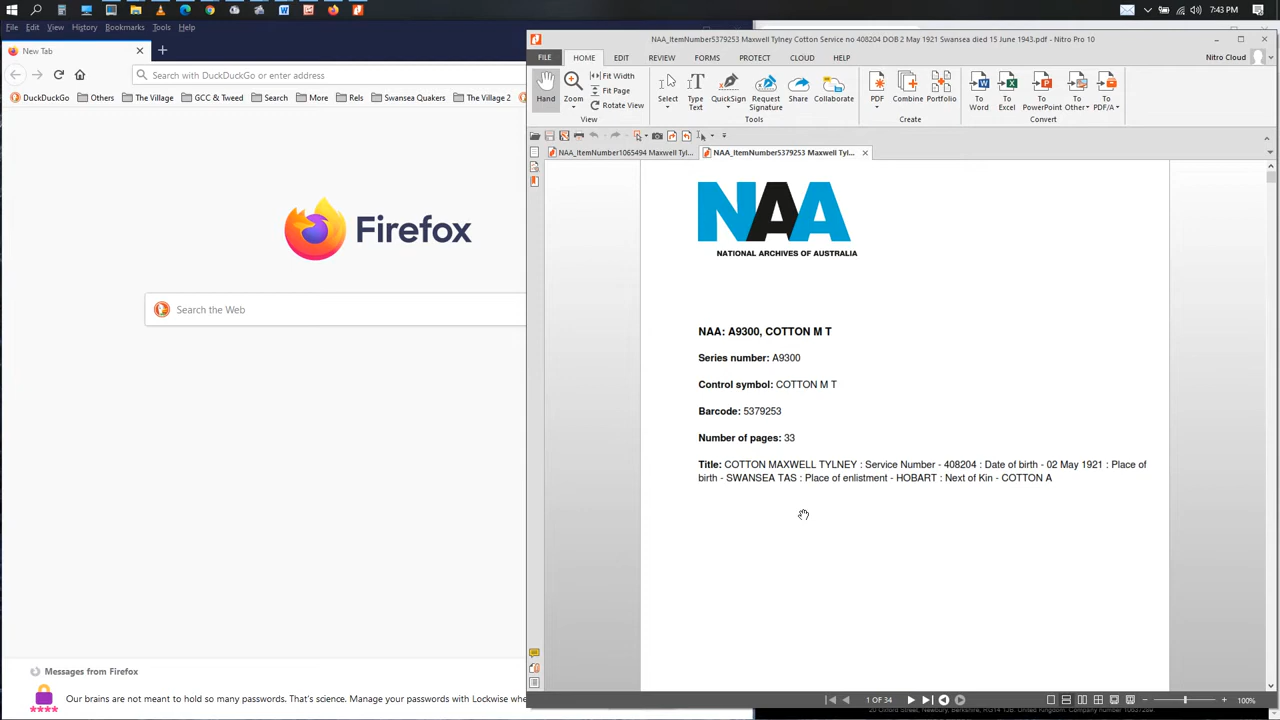 7:43 PM
File Edit View History Bookmarks Tools Help
New Tab
Search with DuckDuckGo or enter address
DuckDuckGo Others The Village GCC & Tweed Search More Rels Swansea Quakers The Village 2
Firefox
Search the Web
Messages from Firefox
Our brains are not meant to hold so many passwords. That's science. Manage your passwords with Lockwise
NAA_ItemNumber5379253 Maxwell Tylney Cotton Service no 408204 DOB 2 May 1921 Swansea died 15 June 1943.pdf - Nitro Pro 10
FILE HOME EDIT REVIEW FORMS PROTECT CLOUD HELP
Nitro Cloud
Hand
Zoom
Fit Width
Fit Page
Rotate View
View
Select
Type Text
QuickSign
Request Signature
Share
Collaborate
Tools
PDF
Combine
Portfolio
Create
To Word
To Excel
To PowerPoint
To Other
To PDF/A
Convert
NAA_ItemNumber1065494 Maxwell Tyl...
NAA_ItemNumber5379253 Maxwell Tyl...
NAA
NATIONAL ARCHIVES OF AUSTRALIA
NAA: A9300, COTTON M T
Series number: A9300
Control symbol: COTTON M T
Barcode: 5379253
Number of pages: 33
Title: COTTON MAXWELL TYLNEY : Service Number - 408204 : Date of birth - 02 May 1921 : Place of
birth - SWANSEA TAS : Place of enlistment - HOBART : Next of Kin - COTTON A
1 OF 34
100%